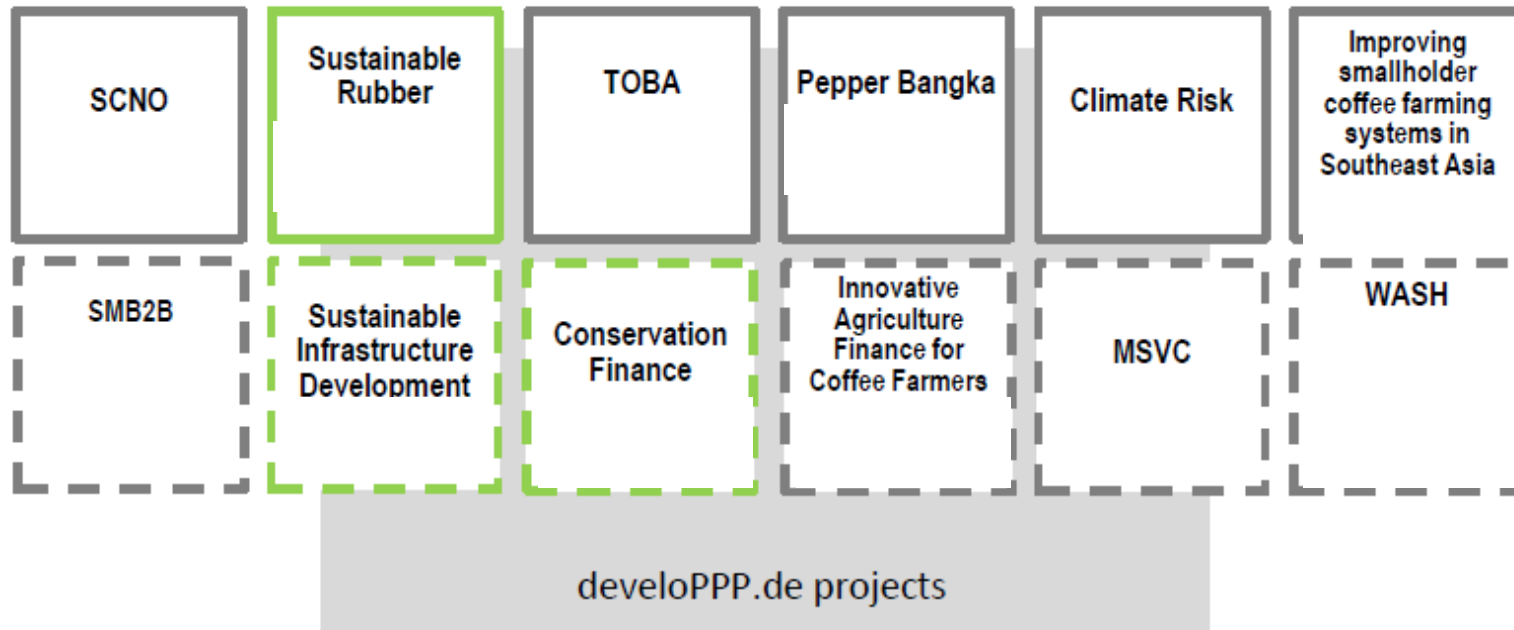 SCNO
Sustainable
Rubber
TOBA
Pepper Bangka
Climate Risk
Improving
smallholder
coffee farming
systems in
Southeast Asia
SMB2B
Sustainable
Infrastructure
Development
Conservation
Finance
Innovative
Agriculture
Finance for
Coffee Farmers
MSVC
WASH
develoPPP.de projects